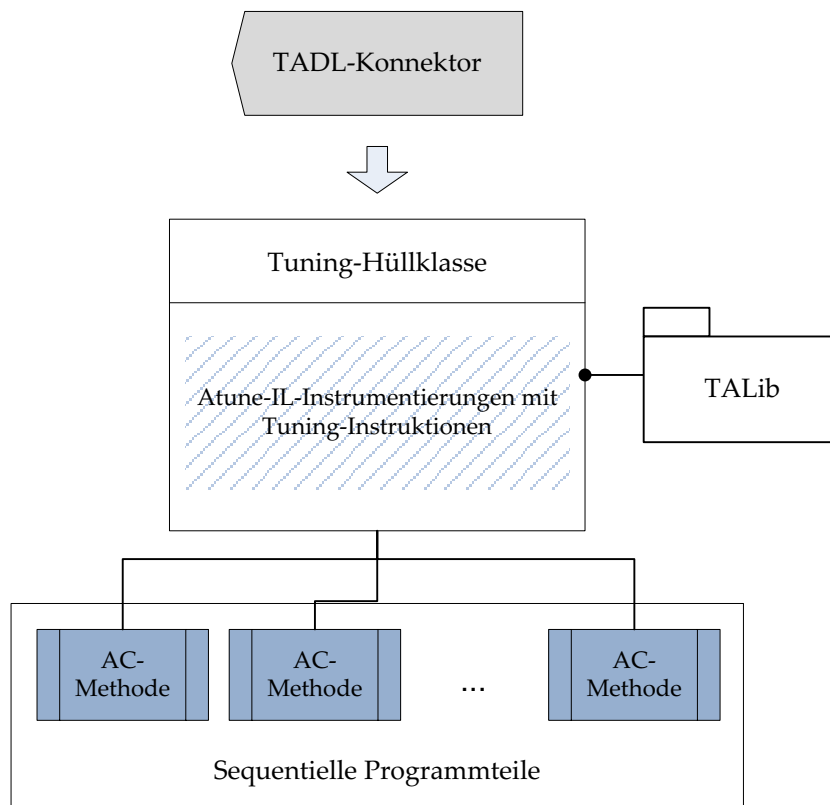 TADL-Konnektor
Tuning-Hüllklasse
Atune-IL-Instrumentierungen mit
Tuning-Instruktionen
TALib
AC-
Methode
AC-
Methode
...
AC-
Methode
Sequentielle Programmteile